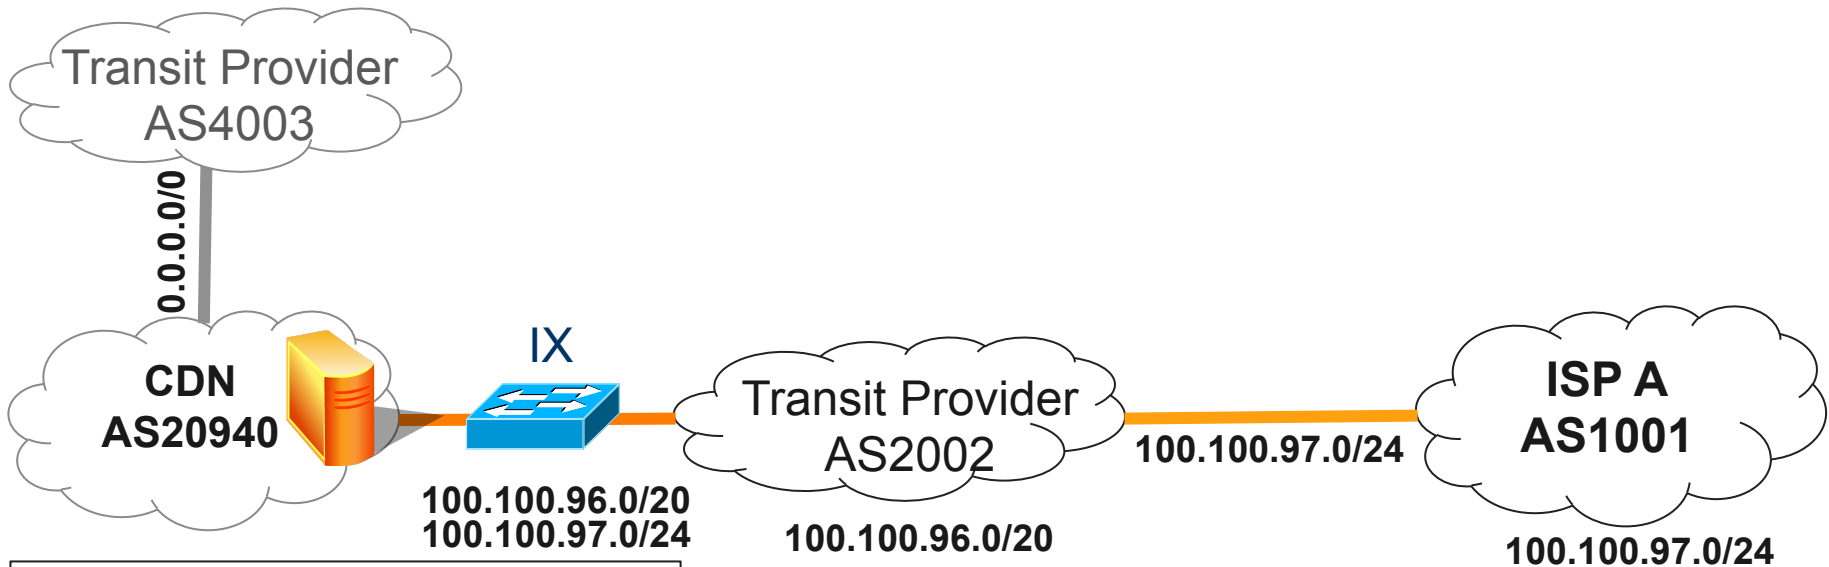 Transit Provider
AS4003
0.0.0.0/0
CDN
AS20940
IX
100.100.96.0/20
100.100.97.0/24
Transit Provider
AS2002
100.100.96.0/20
100.100.97.0/24
ISP A
AS1001
100.100.97.0/24